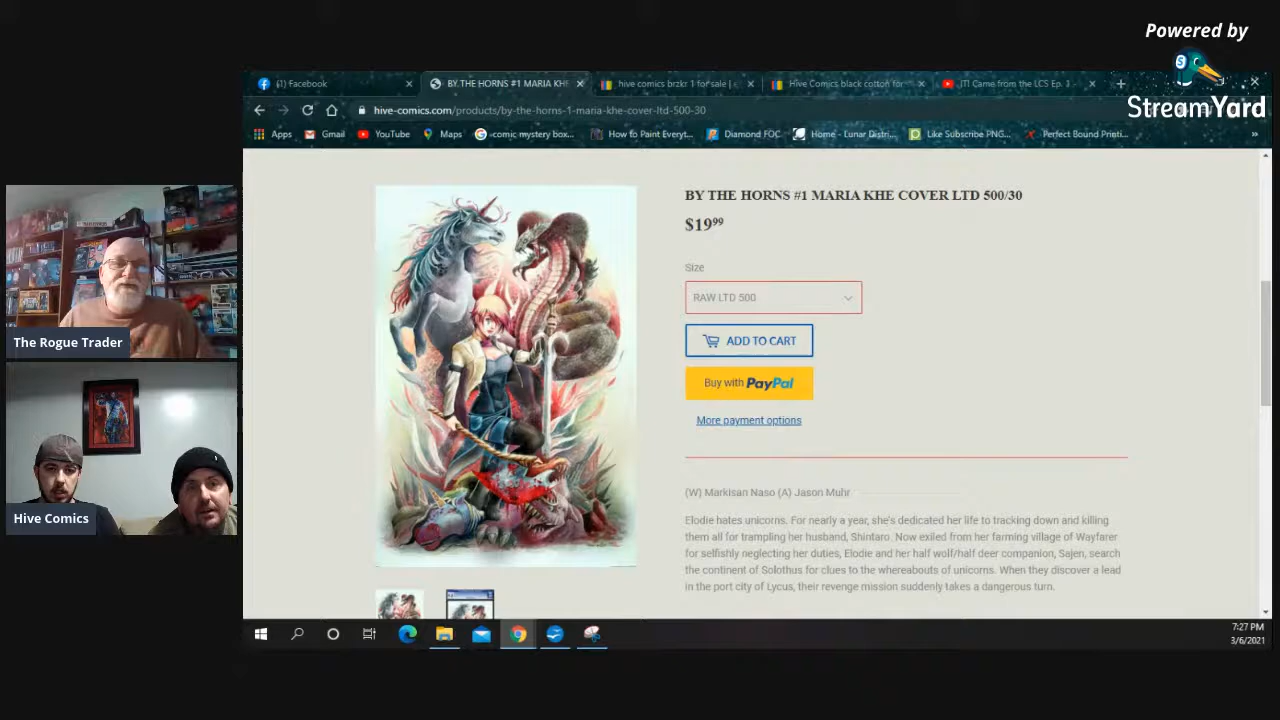 Powered by
StreamYard
(1) Facebook
BY THE HORNS #1 MARIA KHE
hive comics brzkr 1 for sale |
Hive Comics black cotton for
IT! Came from the LCS Ep. 1 -
hive-comics.com/products/by-the-horns-1-maria-khe-cover-ltd-500-30
Apps
Gmail
YouTube
Maps
-comic mystery box...
How to Paint Everyt...
Diamond FOC
Home - Lunar Distri...
Like Subscribe PNG...
Perfect Bound Printi...
»
BY THE HORNS #1 MARIA KHE COVER LTD 500/30
$19⁹⁹
Size
RAW LTD 500
ADD TO CART
Buy with PayPal
More payment options
(W) Markisan Naso (A) Jason Muhr
Elodie hates unicorns. For nearly a year, she's dedicated her life to tracking down and killing
them all for trampling her husband, Shintaro. Now exiled from her farming village of Wayfarer
for selfishly neglecting her duties, Elodie and her half wolf/half deer companion, Sajen, search
the continent of Solothus for clues to the whereabouts of unicorns. When they discover a lead
in the port city of Lycus, their revenge mission suddenly takes a dangerous turn.
The Rogue Trader
Hive Comics
7:27 PM
3/6/2021